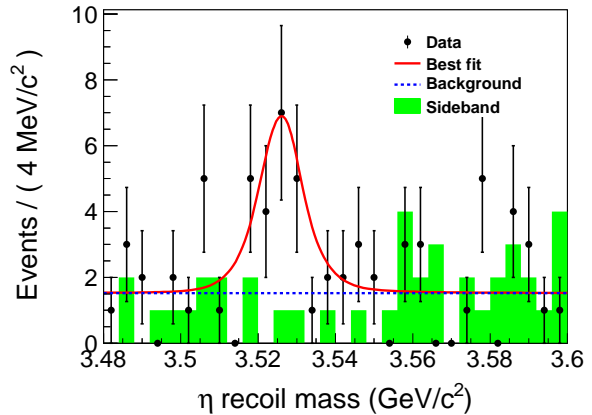 Events / ( 4 MeV/c²)
10
8
6
4
2
0
Data
Best fit
Background
Sideband
3.48 3.5 3.52 3.54 3.56 3.58 3.6
η recoil mass (GeV/c²)